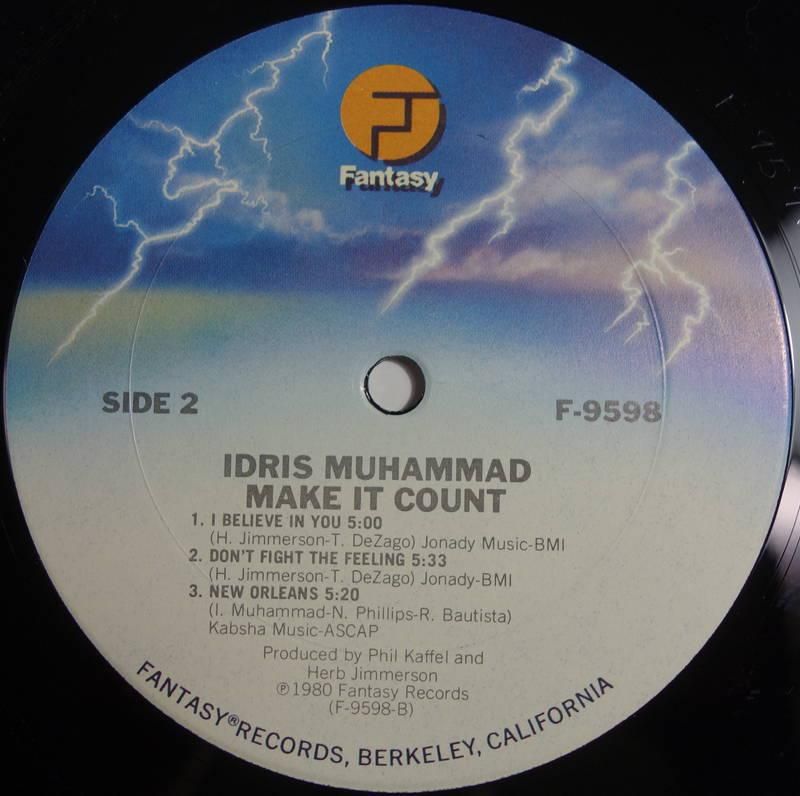 Fantasy
SIDE 2
F-9598
IDRIS MUHAMMAD
MAKE IT COUNT
1. I BELIEVE IN YOU 5:00
(H. Jimmerson-T. DeZago) Jonady Music-BMI
2. DON'T FIGHT THE FEELING 5:33
(H. Jimmerson-T. DeZago) Jonady-BMI
3. NEW ORLEANS 5:20
(I. Muhammad-N. Phillips-R. Bautista)
Kabsha Music-ASCAP
Produced by Phil Kaffel and
Herb Jimmerson
℗1980 Fantasy Records
(F-9598-B)
FANTASY® RECORDS, BERKELEY, CALIFORNIA